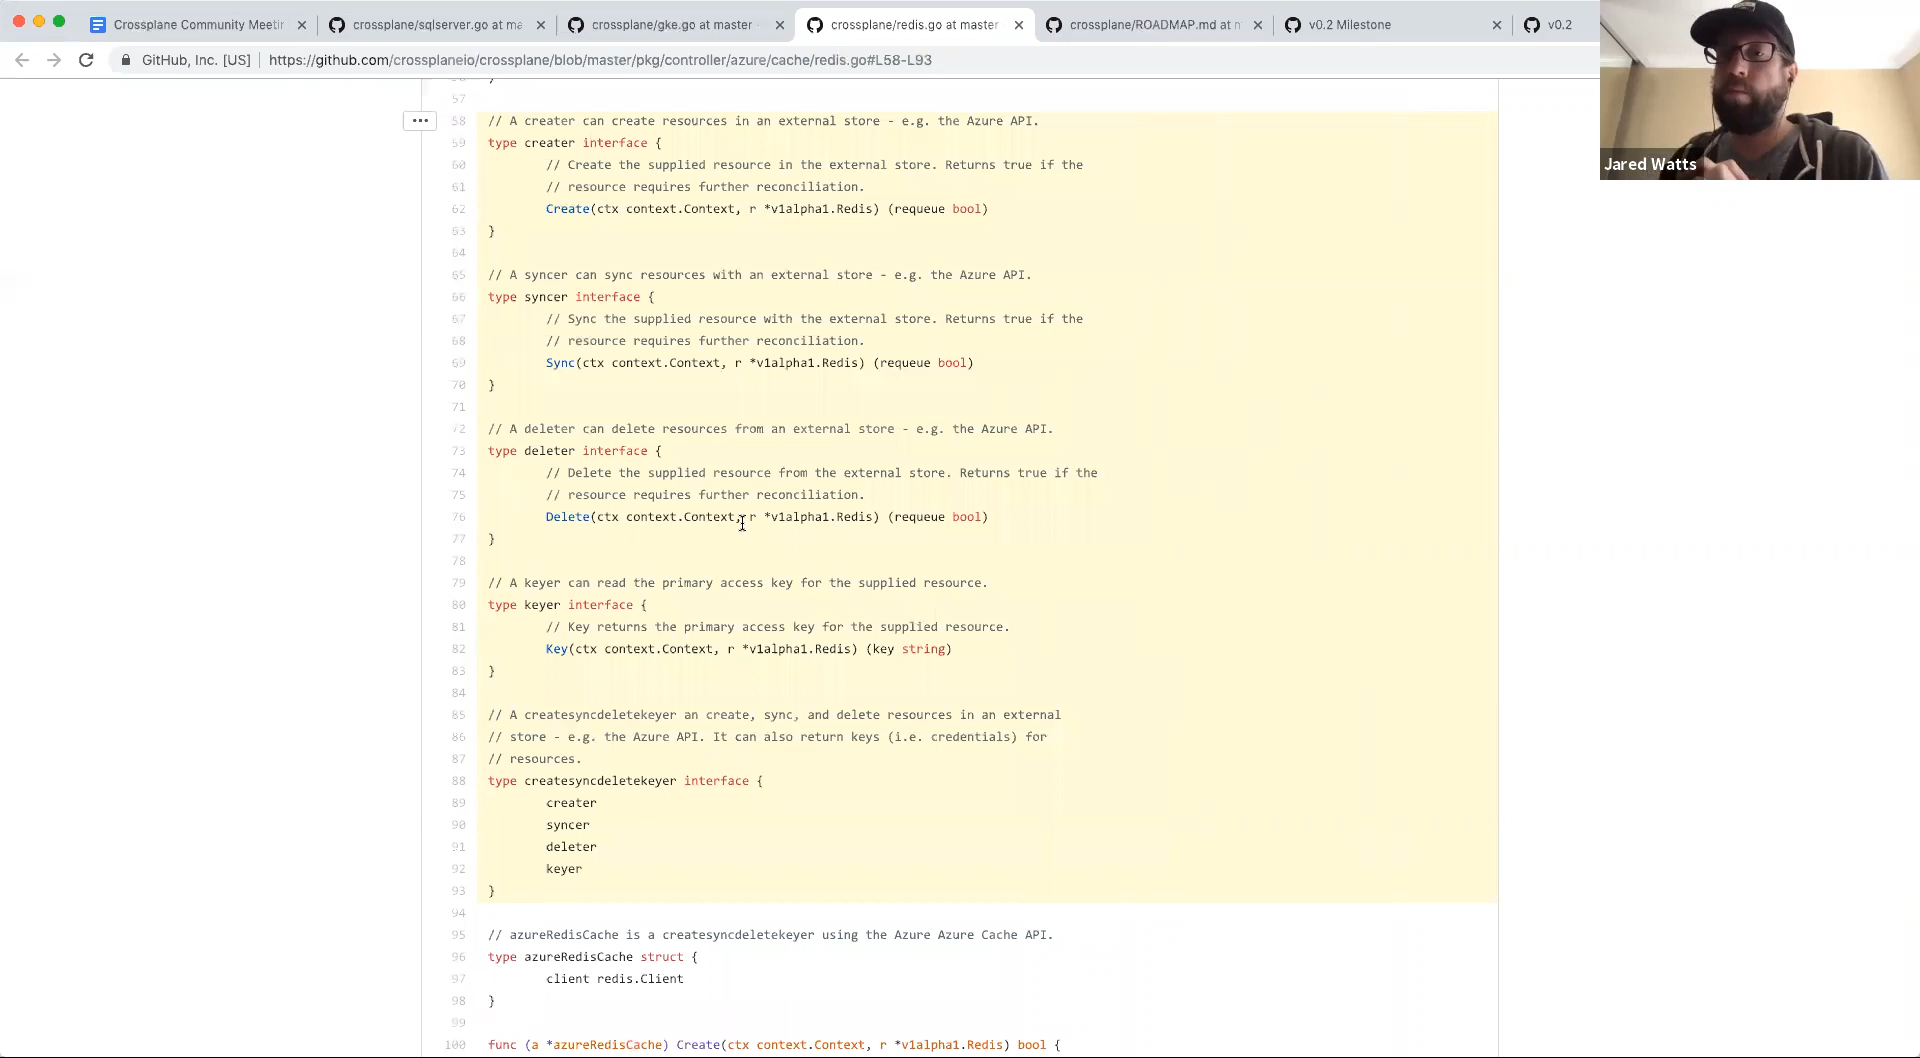 Crossplane Community Meetin
crossplane/sqlserver.go at ma
crossplane/gke.go at master
crossplane/redis.go at master
crossplane/ROADMAP.md at m
v0.2 Milestone
v0.2
GitHub, Inc. [US]
https://github.com/crossplaneio/crossplane/blob/master/pkg/controller/azure/cache/redis.go#L58-L93
Jared Watts
}
57
58 // A creater can create resources in an external store - e.g. the Azure API.
59 type creater interface {
60 // Create the supplied resource in the external store. Returns true if the
61 // resource requires further reconciliation.
62 Create(ctx context.Context, r *v1alpha1.Redis) (requeue bool)
63 }
64
65 // A syncer can sync resources with an external store - e.g. the Azure API.
66 type syncer interface {
67 // Sync the supplied resource with the external store. Returns true if the
68 // resource requires further reconciliation.
69 Sync(ctx context.Context, r *v1alpha1.Redis) (requeue bool)
70 }
71
72 // A deleter can delete resources from an external store - e.g. the Azure API.
73 type deleter interface {
74 // Delete the supplied resource from the external store. Returns true if the
75 // resource requires further reconciliation.
76 Delete(ctx context.Context, r *v1alpha1.Redis) (requeue bool)
77 }
78
79 // A keyer can read the primary access key for the supplied resource.
80 type keyer interface {
81 // Key returns the primary access key for the supplied resource.
82 Key(ctx context.Context, r *v1alpha1.Redis) (key string)
83 }
84
85 // A createsyncdeletekeyer an create, sync, and delete resources in an external
86 // store - e.g. the Azure API. It can also return keys (i.e. credentials) for
87 // resources.
88 type createsyncdeletekeyer interface {
89 creater
90 syncer
91 deleter
92 keyer
93 }
94
95 // azureRedisCache is a createsyncdeletekeyer using the Azure Azure Cache API.
96 type azureRedisCache struct {
97 client redis.Client
98 }
99
100 func (a *azureRedisCache) Create(ctx context.Context, r *v1alpha1.Redis) bool {